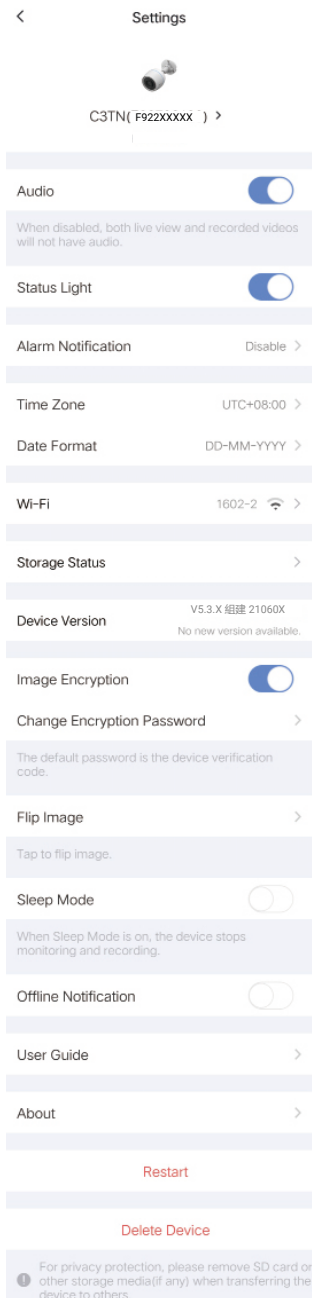 Settings
C3TN( F922XXXXX )
Audio
When disabled, both live view and recorded videos
will not have audio.
Status Light
Alarm Notification Disable
Time Zone UTC+08:00
Date Format DD-MM-YYYY
Wi-Fi 1602-2
Storage Status
Device Version V5.3.X 組建 21060X
No new version available.
Image Encryption
Change Encryption Password
The default password is the device verification
code.
Flip Image
Tap to flip image.
Sleep Mode
When Sleep Mode is on, the device stops
monitoring and recording.
Offline Notification
User Guide
About
Restart
Delete Device
For privacy protection, please remove SD card or
other storage media(if any) when transferring the
device to others.